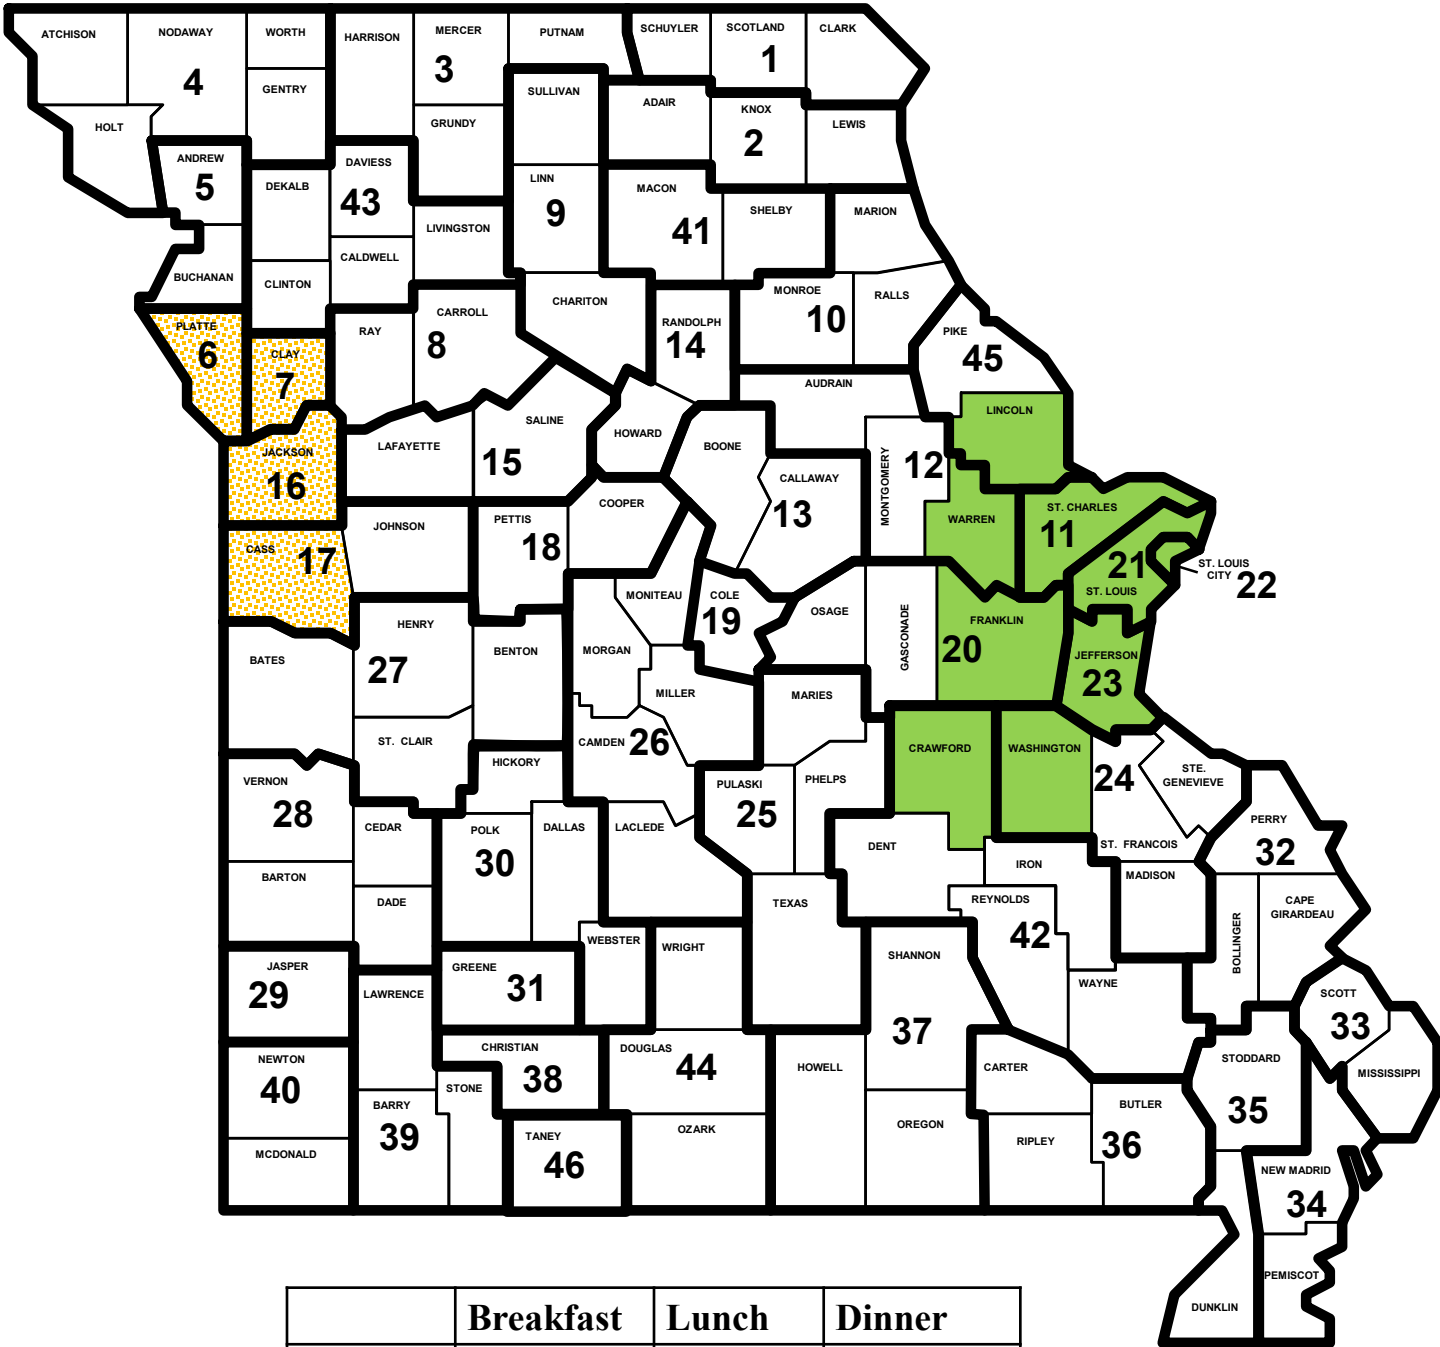 ATCHISON
NODAWAY
WORTH
HARRISON
MERCER
PUTNAM
SCHUYLER
SCOTLAND
CLARK
4
3
1
GENTRY
SULLIVAN
ADAIR
KNOX
HOLT
GRUNDY
2
LEWIS
ANDREW
5
DEKALB
DAVIESS
43
LINN
9
MACON
41
SHELBY
MARION
LIVINGSTON
BUCHANAN
CLINTON
CALDWELL
CHARITON
MONROE
10
RALLS
PLATTE
6
CLAY
7
RAY
CARROLL
8
RANDOLPH
14
PIKE
45
AUDRAIN
LINCOLN
JACKSON
16
LAFAYETTE
SALINE
15
HOWARD
BOONE
CALLAWAY
13
MONTGOMERY
12
WARREN
ST. CHARLES
11
CASS
17
JOHNSON
PETTIS
18
COOPER
21
ST. LOUIS
ST. LOUIS
CITY
22
MONITEAU
COLE
19
OSAGE
GASCONADE
FRANKLIN
20
BATES
HENRY
27
BENTON
MORGAN
MILLER
MARIES
JEFFERSON
23
ST. CLAIR
HICKORY
CAMDEN
26
PULASKI
25
PHELPS
CRAWFORD
WASHINGTON
24
STE.
GENEVIEVE
VERNON
28
CEDAR
POLK
30
DALLAS
LACLEDE
DENT
IRON
ST. FRANCOIS
PERRY
32
BARTON
DADE
TEXAS
REYNOLDS
42
MADISON
BOLLINGER
CAPE
GIRARDEAU
JASPER
29
LAWRENCE
GREENE
31
WEBSTER
WRIGHT
SHANNON
37
WAYNE
SCOTT
33
NEWTON
40
CHRISTIAN
38
DOUGLAS
44
HOWELL
CARTER
STODDARD
35
MISSISSIPPI
STONE
BARRY
39
MCDONALD
TANEY
46
OZARK
OREGON
RIPLEY
BUTLER
36
NEW MADRID
34
PEMISCOT
DUNKLIN
Breakfast Lunch Dinner